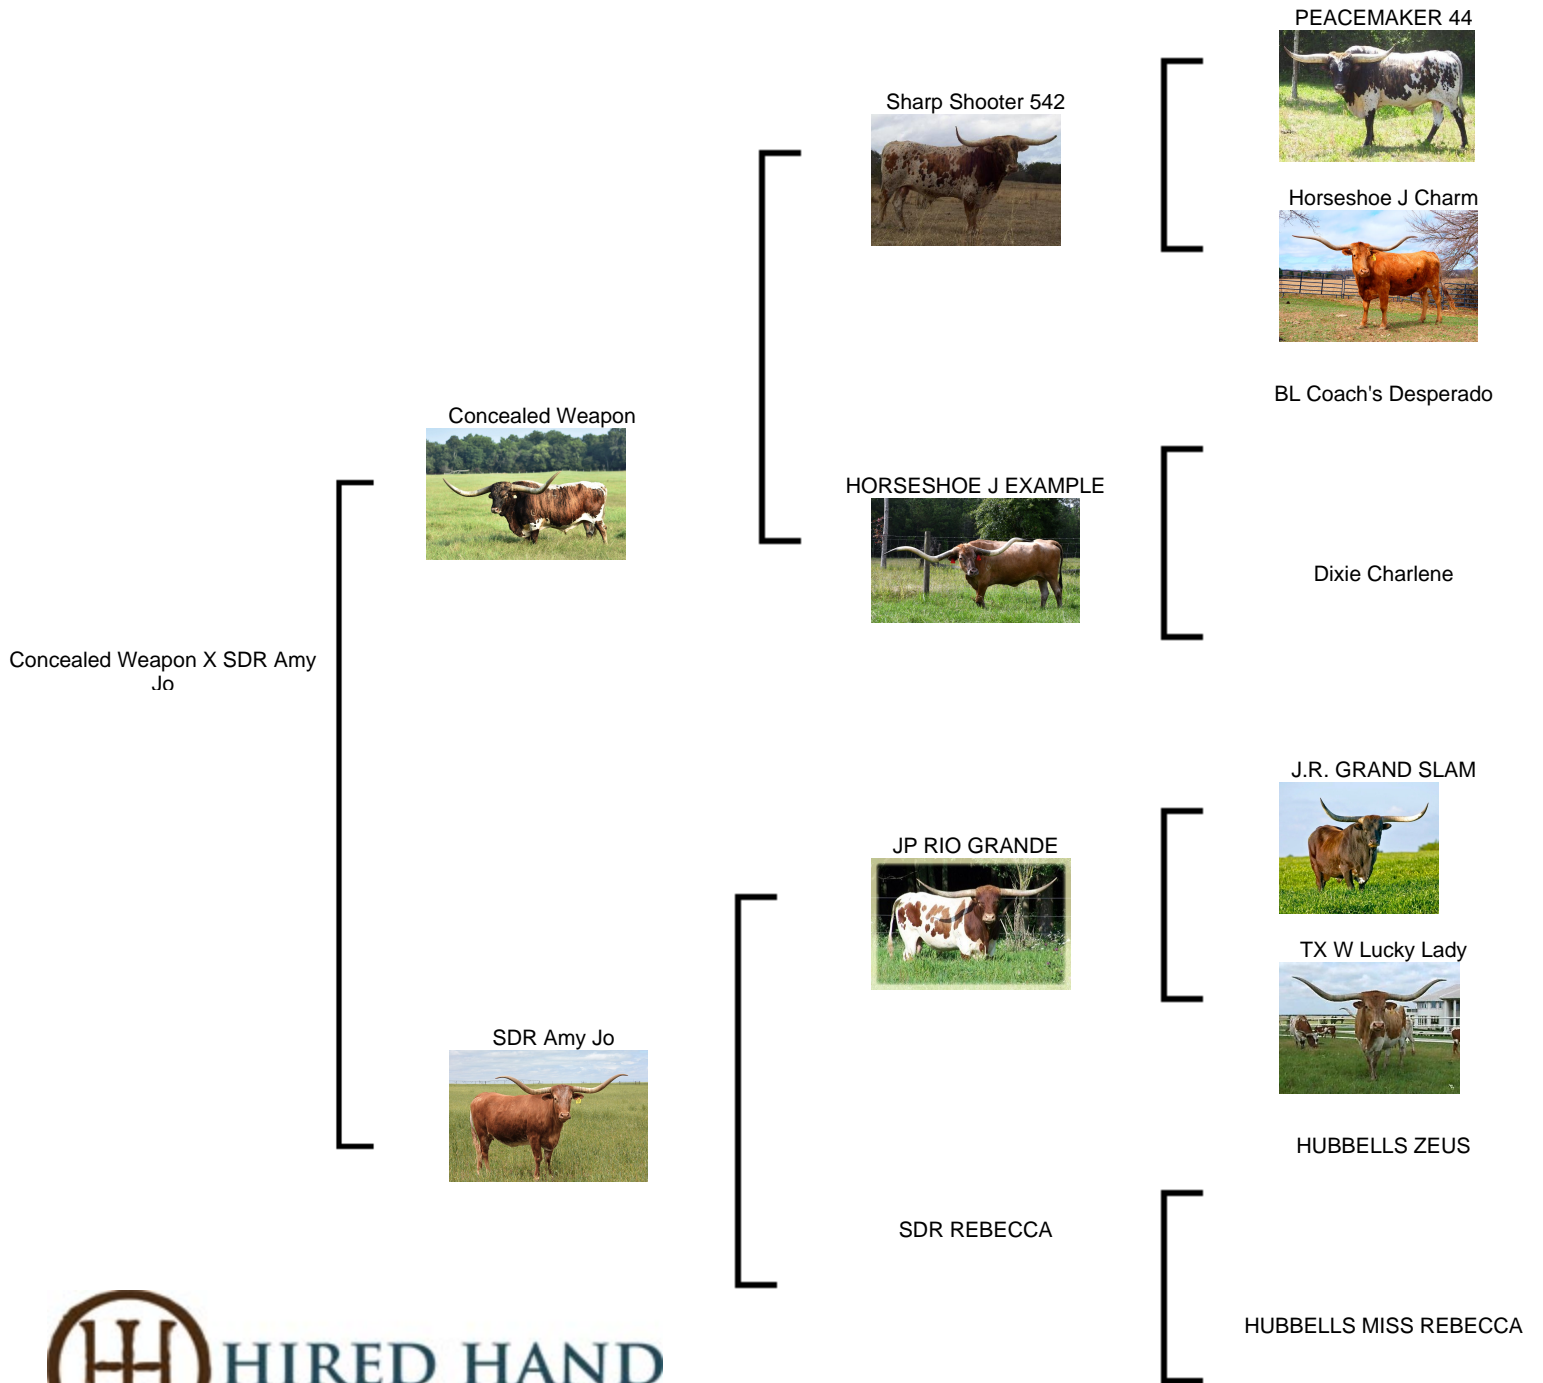 PEACEMAKER 44
Sharp Shooter 542
Horseshoe J Charm
BL Coach's Desperado
Concealed Weapon
HORSESHOE J EXAMPLE
Dixie Charlene
Concealed Weapon X SDR Amy
Jo
J.R. GRAND SLAM
JP RIO GRANDE
TX W Lucky Lady
SDR Amy Jo
HUBBELLS ZEUS
SDR REBECCA
HUBBELLS MISS REBECCA
HIRED HAND